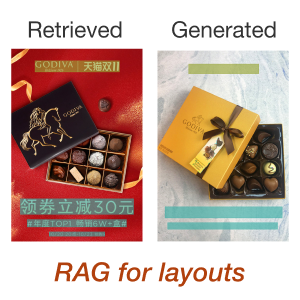 Retrieved
Generated
GODIVA
天猫双11
GODIVA
GODIVA
领券立减30元
#年度TOP1 热销6W+盒#
RAG for layouts